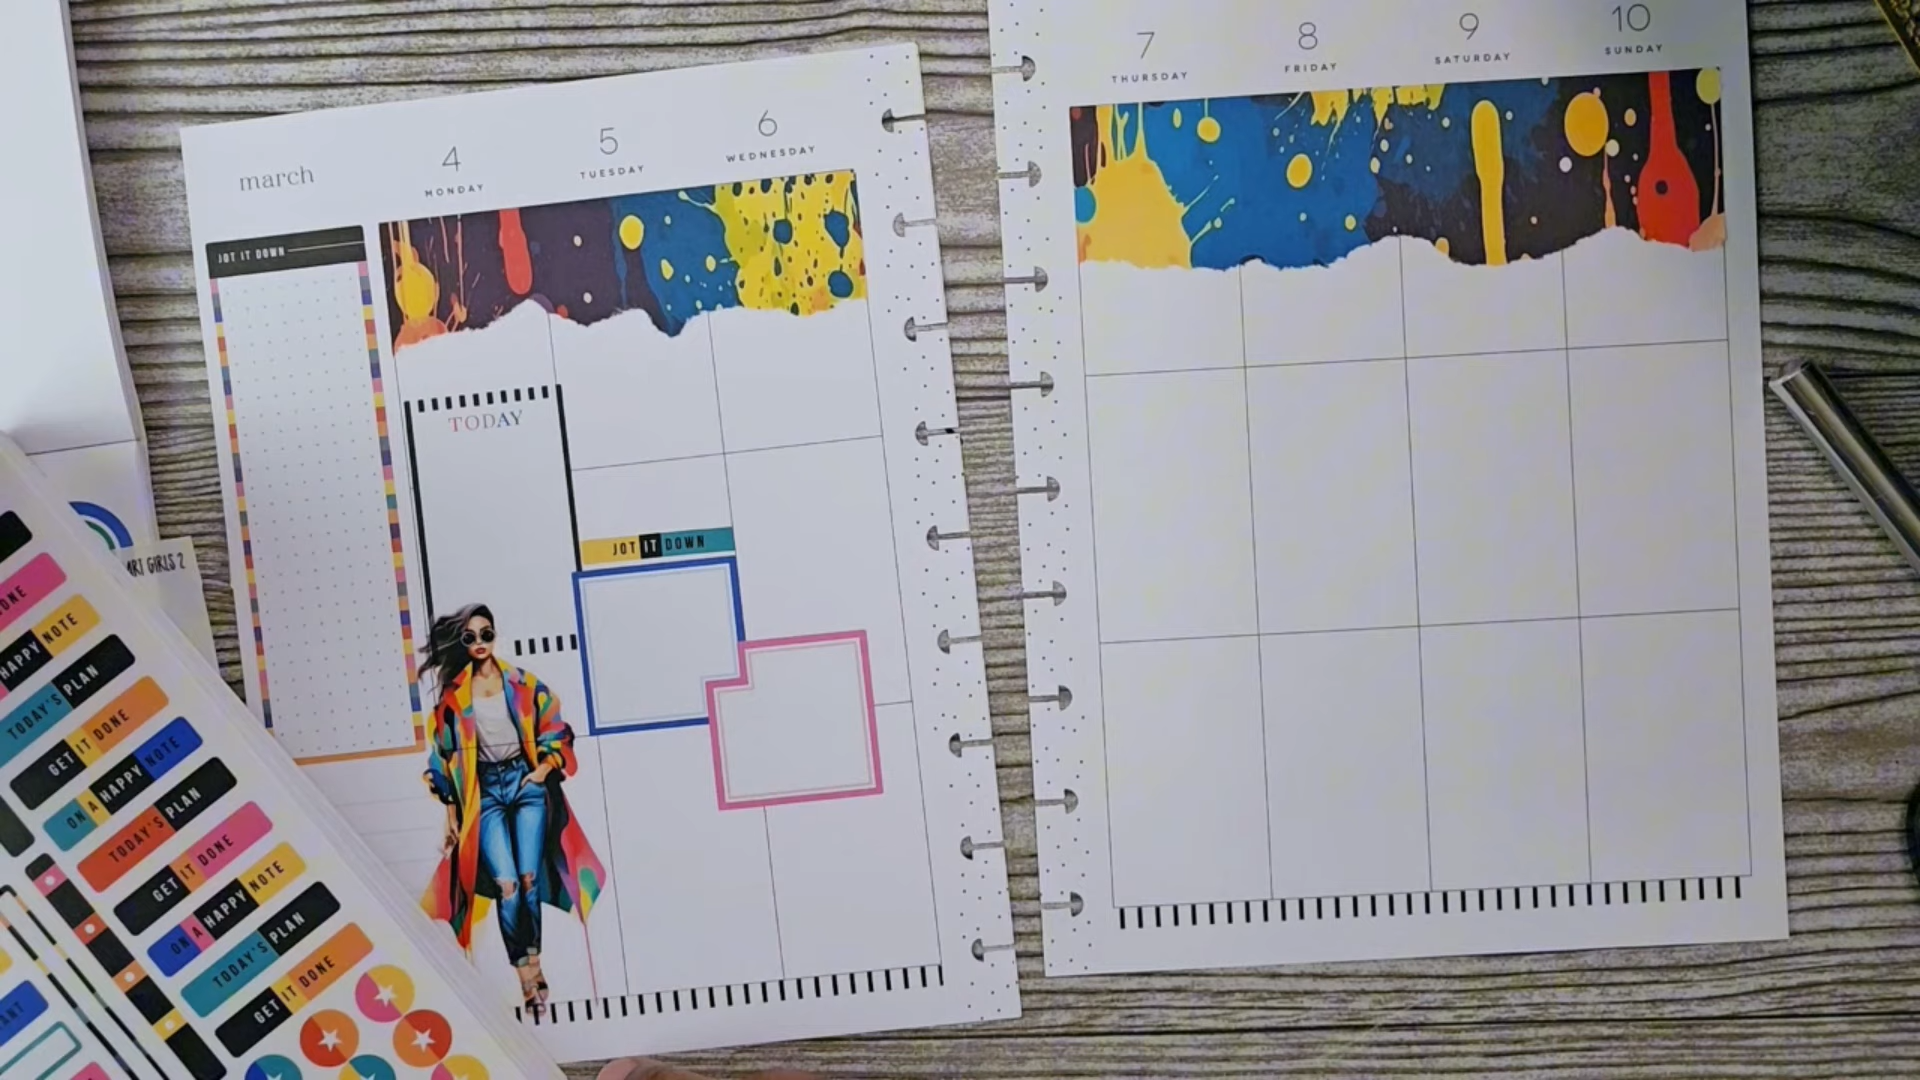 march
4
MONDAY
5
TUESDAY
6
WEDNESDAY
7
THURSDAY
8
FRIDAY
9
SATURDAY
10
SUNDAY
JOT IT DOWN
TODAY
JOT IT DOWN
GIRLS 2
HAPPY NOTE
TODAY'S PLAN
GET IT DONE
ON A HAPPY NOTE
TODAY'S PLAN
GET IT DONE
ON A HAPPY NOTE
TODAY'S PLAN
GET IT DONE